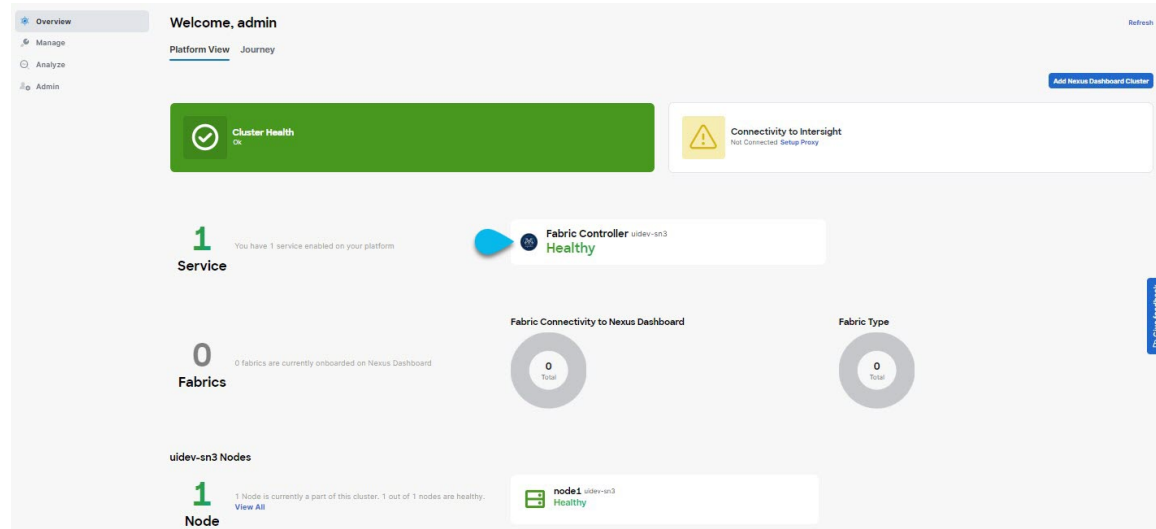 Overview
Manage
Analyze
Admin
Welcome, admin
Refresh
Platform View Journey
Add Nexus Dashboard Cluster
Cluster Health
Ok
Connectivity to Intersight
Not Connected Setup Proxy
1
Service
You have 1 service enabled on your platform
Fabric Controller uidev-sn3
Healthy
0
Fabrics
0 fabrics are currently onboarded on Nexus Dashboard
Fabric Connectivity to Nexus Dashboard
0
Total
Fabric Type
0
Total
uidev-sn3 Nodes
1
Node
1 Node is currently a part of this cluster. 1 out of 1 nodes are healthy.
View All
node1 uidev-sn3
Healthy